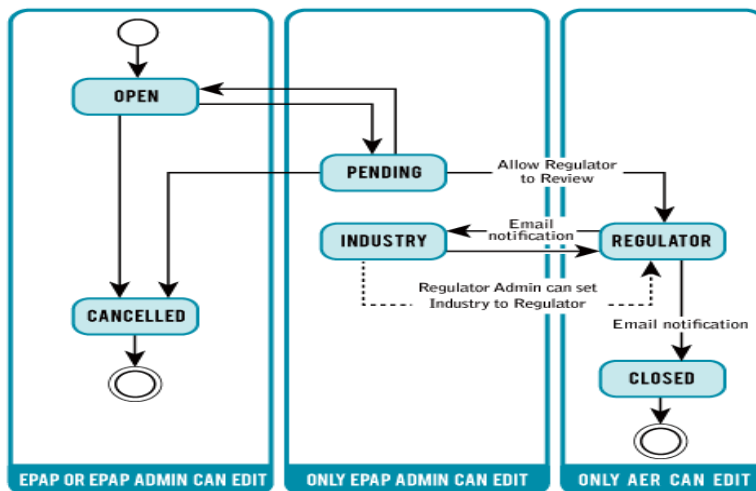 OPEN
PENDING
Allow Regulator
to Review
INDUSTRY
Email
notification
REGULATOR
Regulator Admin can set
Industry to Regulator
CANCELLED
Email notification
CLOSED
EPAP OR EPAP ADMIN CAN EDIT
ONLY EPAP ADMIN CAN EDIT
ONLY AER CAN EDIT